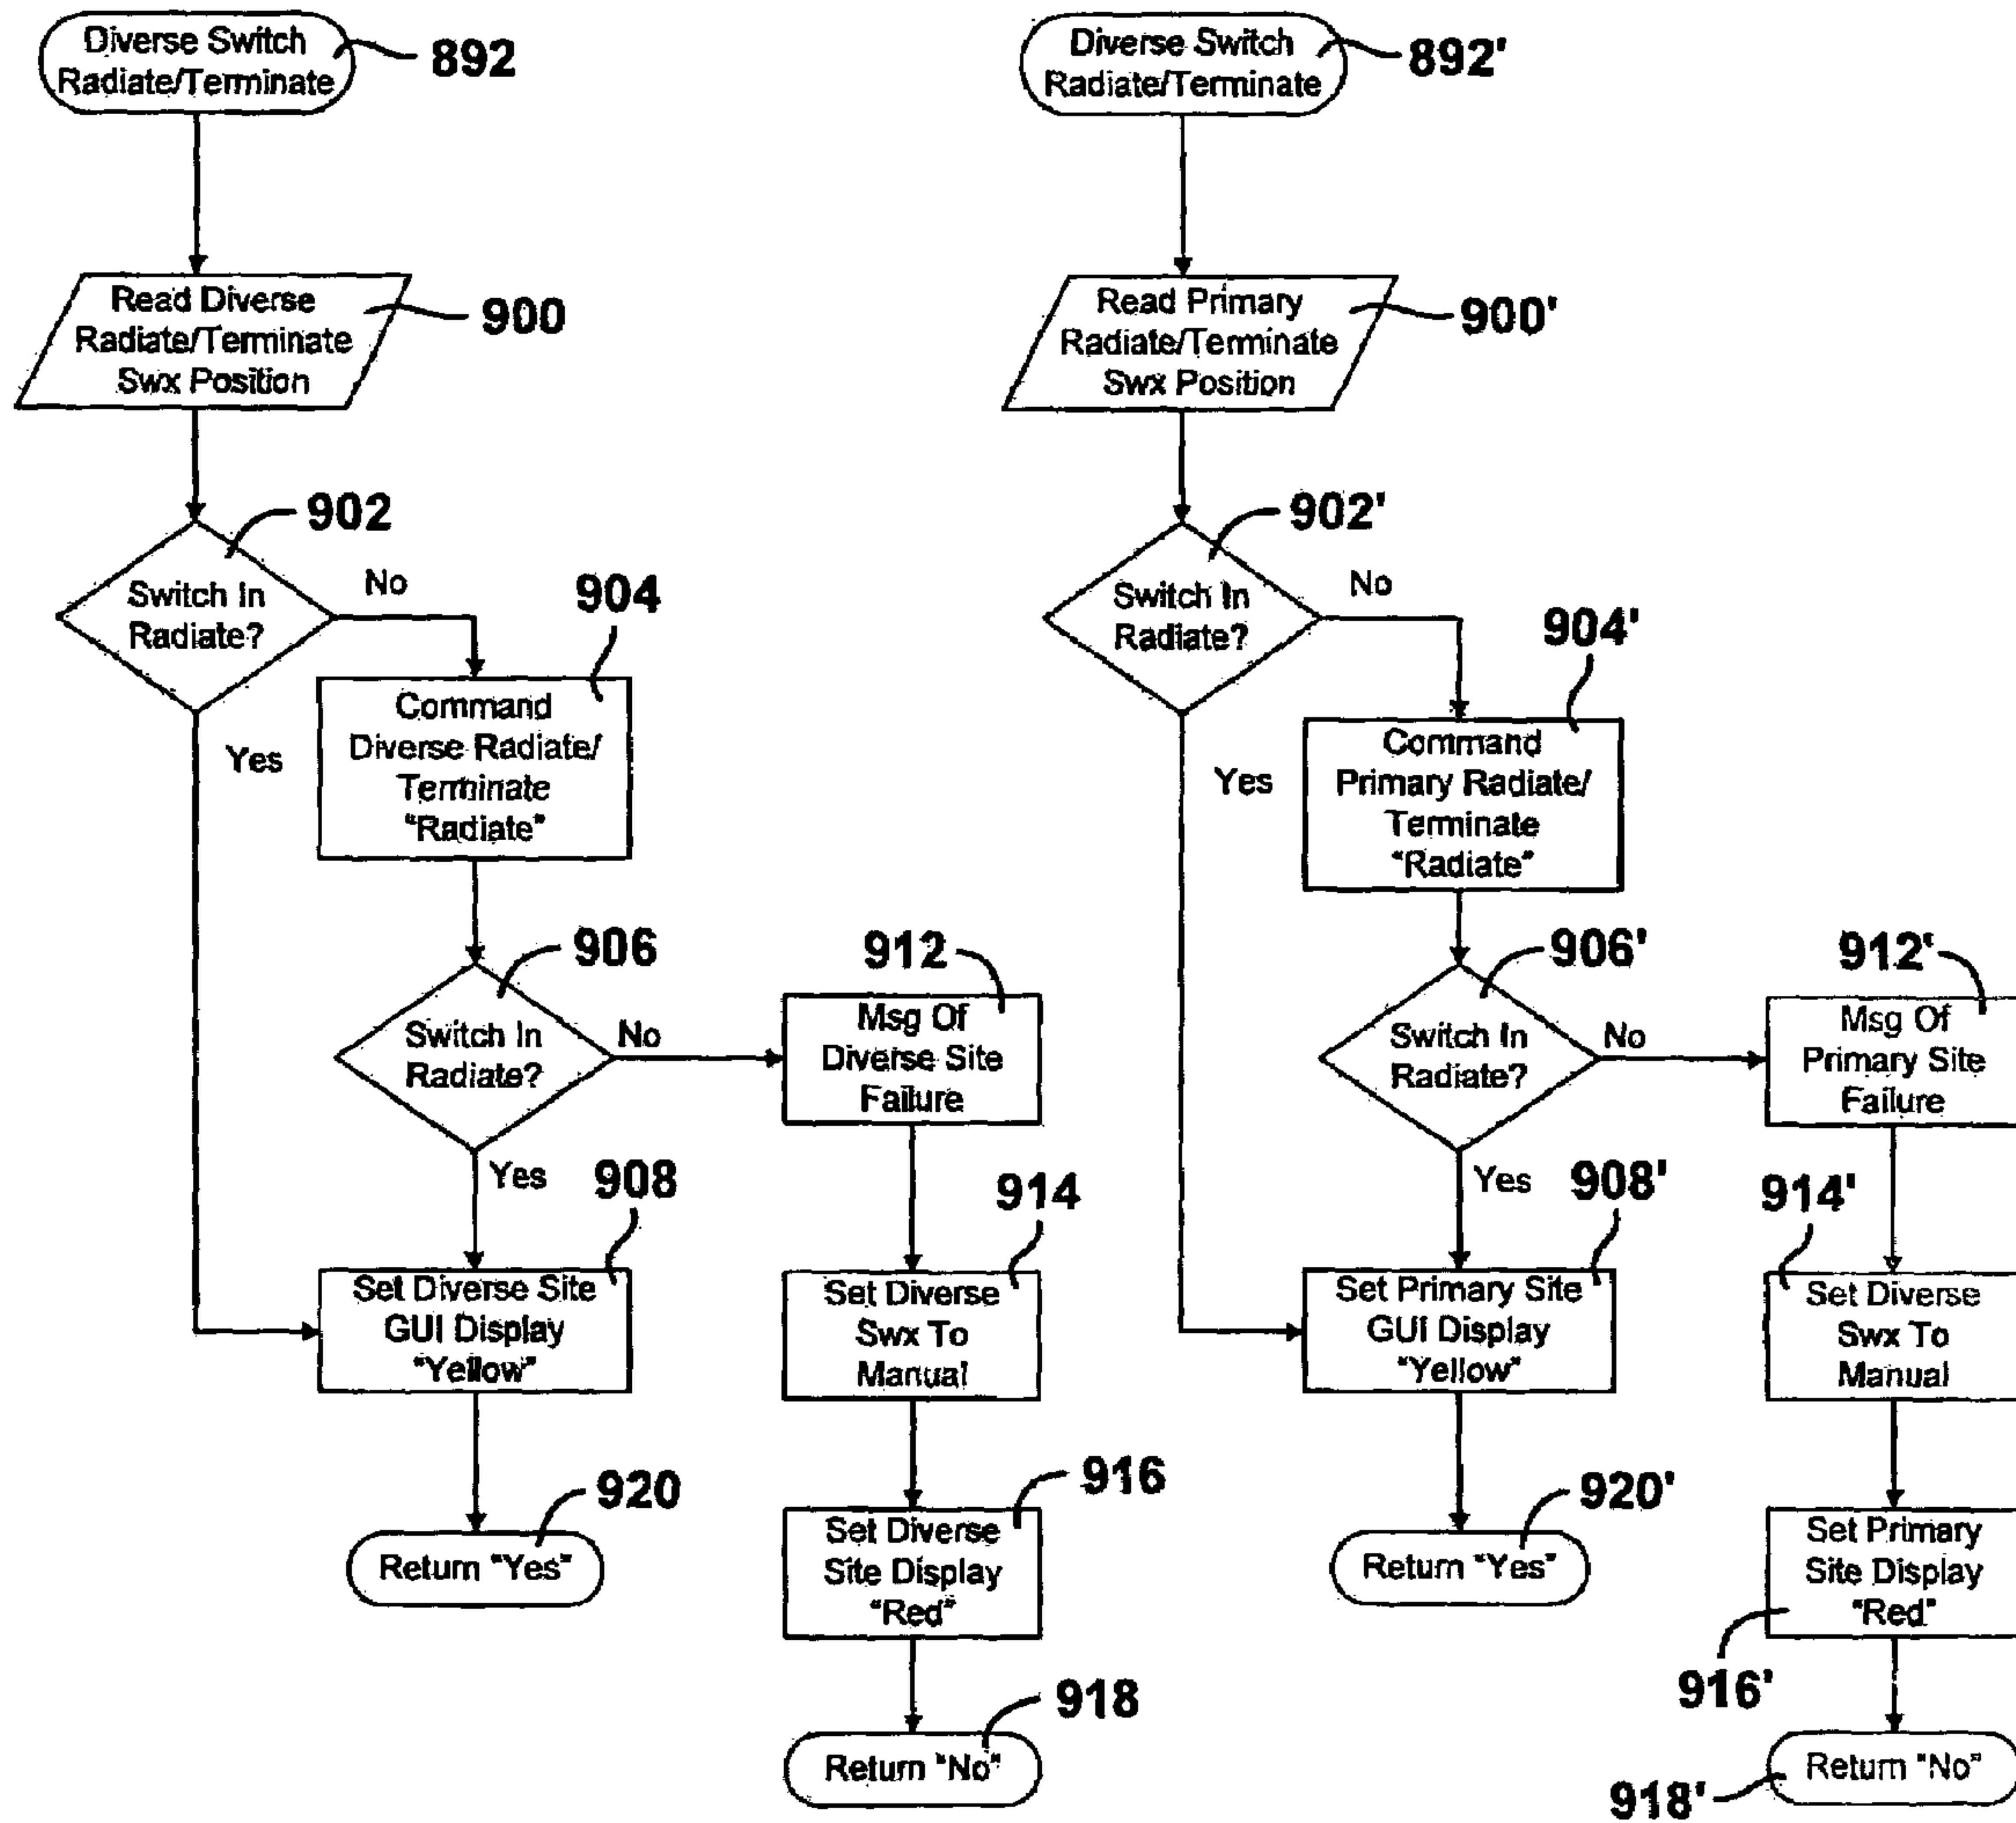 Diverse Switch
Radiate/Terminate
892
Read Diverse
Radiate/Terminate
Swx Position
900
902
Switch In
Radiate?
No
Yes
904
Command
Diverse Radiate/
Terminate
"Radiate"
906
Switch In
Radiate?
No
Yes
912
Msg Of
Diverse Site
Failure
908
Set Diverse Site
GUI Display
"Yellow"
914
Set Diverse
Swx To
Manual
920
Return "Yes"
916
Set Diverse
Site Display
"Red"
918
Return "No"
Diverse Switch
Radiate/Terminate
892'
Read Primary
Radiate/Terminate
Swx Position
900'
902'
Switch In
Radiate?
No
Yes
904'
Command
Primary Radiate/
Terminate
"Radiate"
906'
Switch In
Radiate?
No
Yes
912'
Msg Of
Primary Site
Failure
908'
Set Primary Site
GUI Display
"Yellow"
914'
Set Diverse
Swx To
Manual
920'
Return "Yes"
Set Primary
Site Display
"Red"
916'
Return "No"
918'